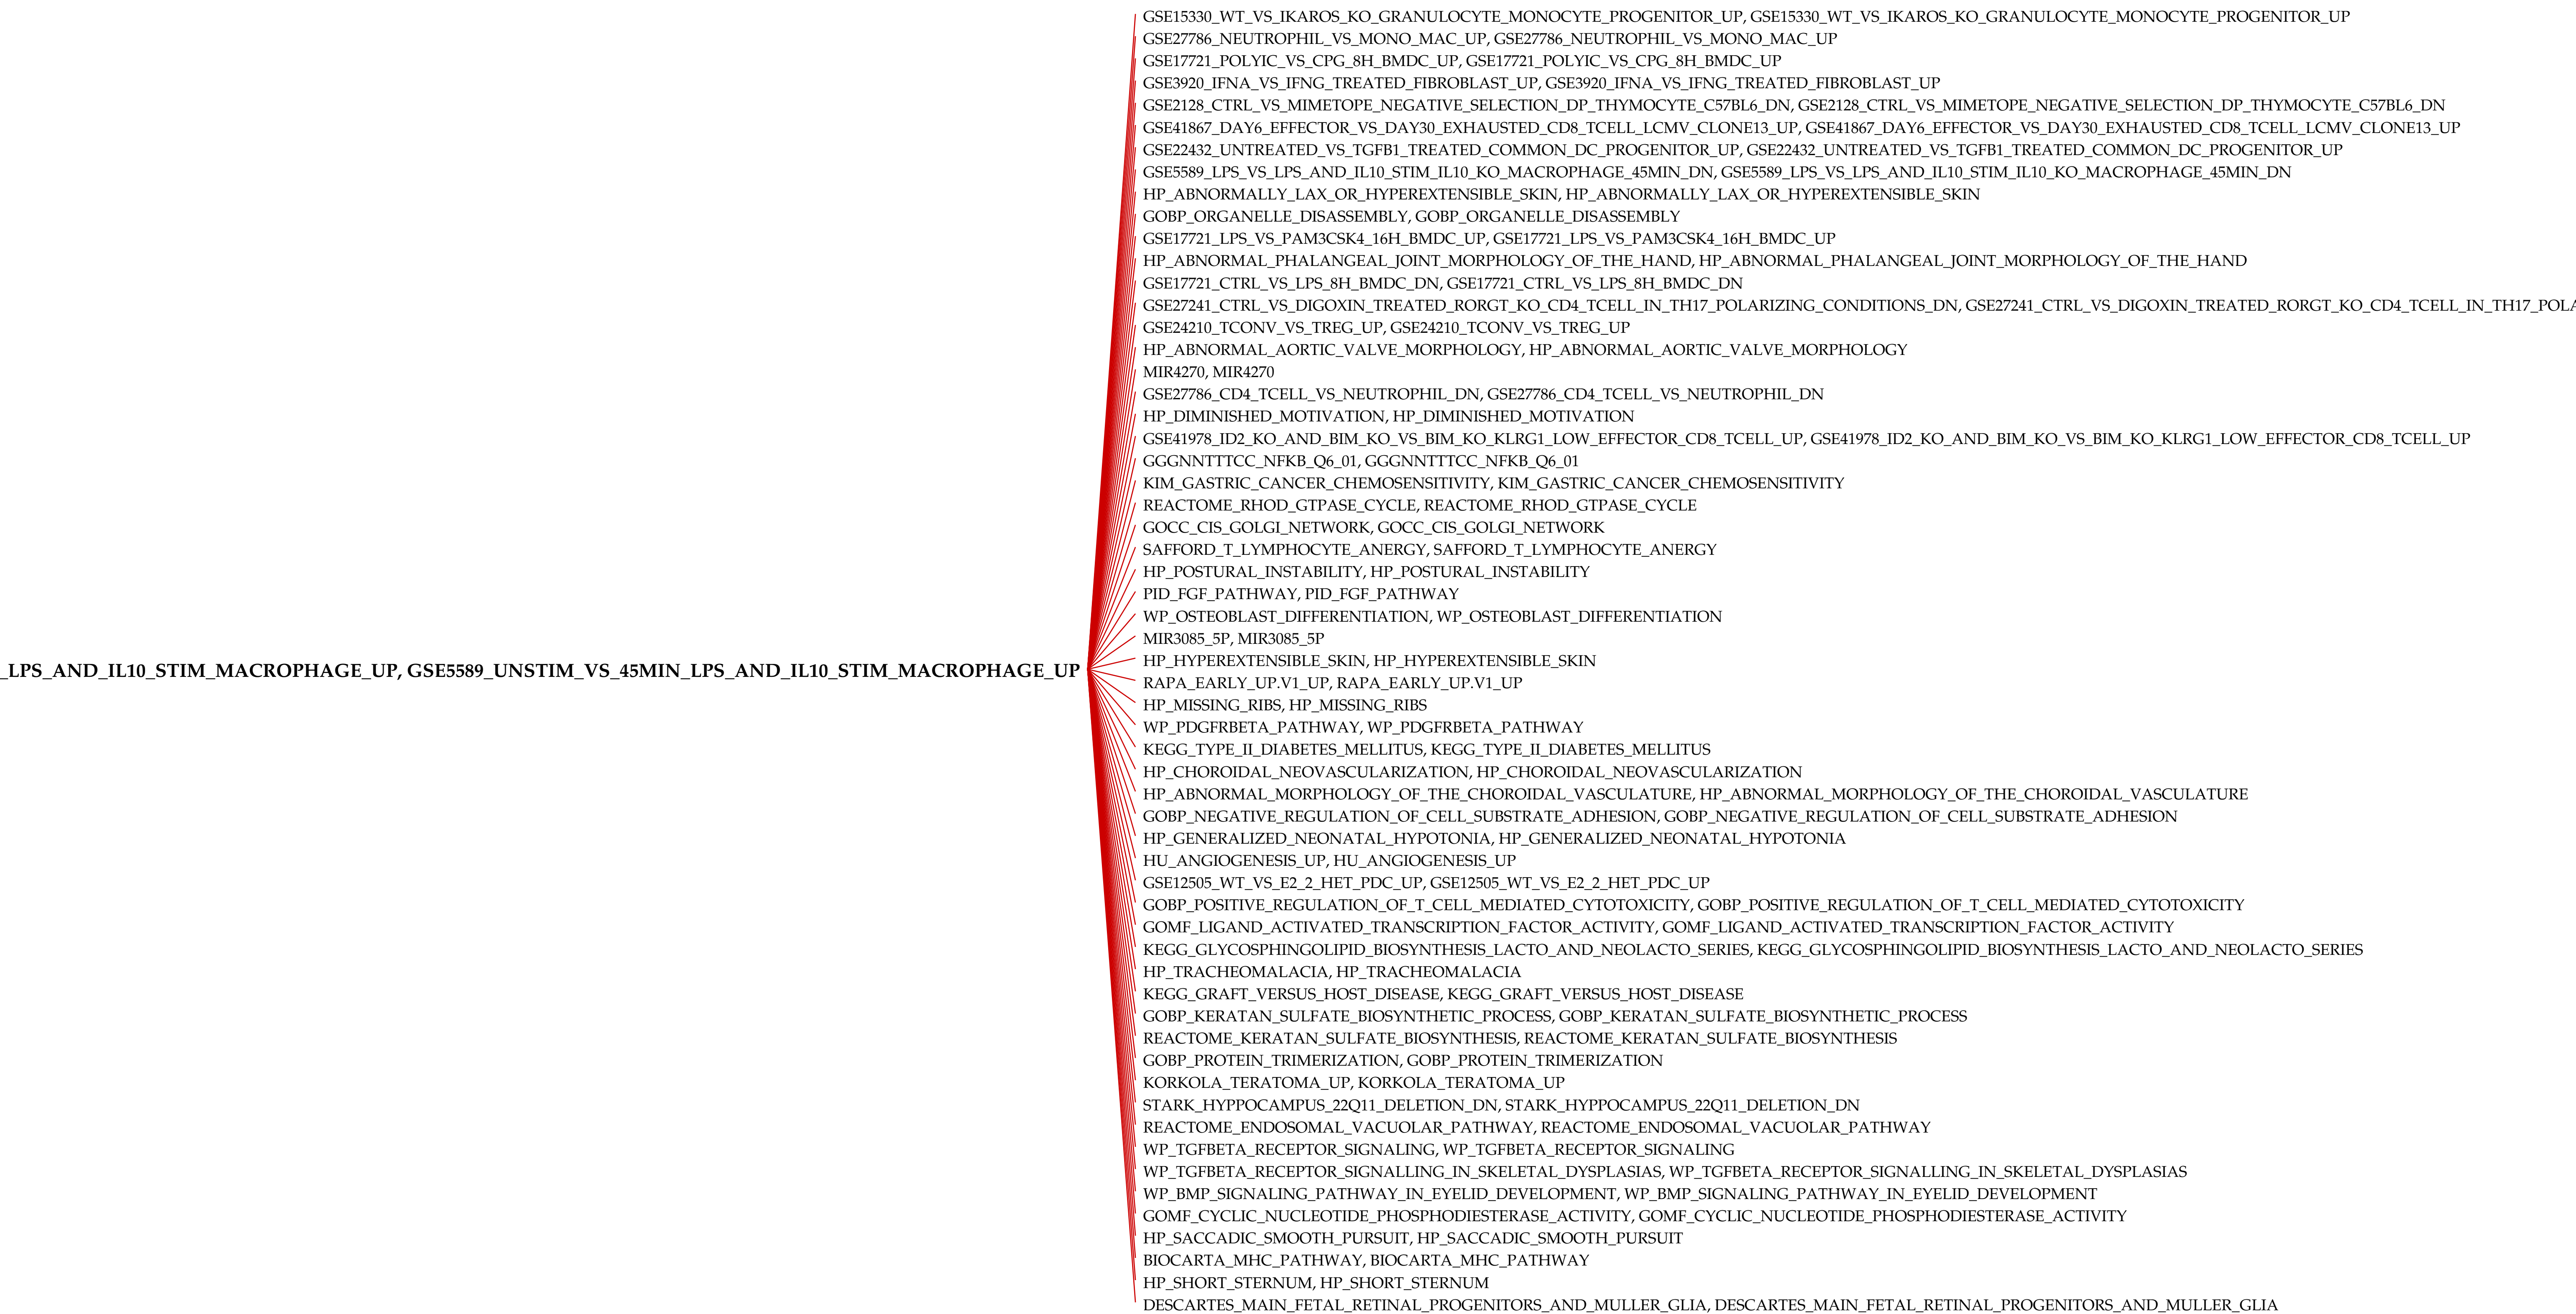 GSE15330_WT_VS_IKAROS_KO_GRANULOCYTE_MONOCYTE_PROGENITOR_UP, GSE15330_WT_VS_IKAROS_KO_GRANULOCYTE_MONOCYTE_PROGENITOR_UP
GSE27786_NEUTROPHIL_VS_MONO_MAC_UP, GSE27786_NEUTROPHIL_VS_MONO_MAC_UP
GSE17721_POLYIC_VS_CPG_8H_BMDC_UP, GSE17721_POLYIC_VS_CPG_8H_BMDC_UP
GSE3920_IFNA_VS_IFNG_TREATED_FIBROBLAST_UP, GSE3920_IFNA_VS_IFNG_TREATED_FIBROBLAST_UP
GSE2128_CTRL_VS_MIMETOPE_NEGATIVE_SELECTION_DP_THYMOCYTE_C57BL6_DN, GSE2128_CTRL_VS_MIMETOPE_NEGATIVE_SELECTION_DP_THYMOCYTE_C57BL6_DN
GSE41867_DAY6_EFFECTOR_VS_DAY30_EXHAUSTED_CD8_TCELL_LCMV_CLONE13_UP, GSE41867_DAY6_EFFECTOR_VS_DAY30_EXHAUSTED_CD8_TCELL_LCMV_CLONE13_UP
GSE22432_UNTREATED_VS_TGFB1_TREATED_COMMON_DC_PROGENITOR_UP, GSE22432_UNTREATED_VS_TGFB1_TREATED_COMMON_DC_PROGENITOR_UP
GSE5589_LPS_VS_LPS_AND_IL10_STIM_IL10_KO_MACROPHAGE_45MIN_DN, GSE5589_LPS_VS_LPS_AND_IL10_STIM_IL10_KO_MACROPHAGE_45MIN_DN
HP_ABNORMALLY_LAX_OR_HYPEREXTENSIBLE_SKIN, HP_ABNORMALLY_LAX_OR_HYPEREXTENSIBLE_SKIN
GOBP_ORGANELLE_DISASSEMBLY, GOBP_ORGANELLE_DISASSEMBLY
GSE17721_LPS_VS_PAM3CSK4_16H_BMDC_UP, GSE17721_LPS_VS_PAM3CSK4_16H_BMDC_UP
HP_ABNORMAL_PHALANGEAL_JOINT_MORPHOLOGY_OF_THE_HAND, HP_ABNORMAL_PHALANGEAL_JOINT_MORPHOLOGY_OF_THE_HAND
GSE17721_CTRL_VS_LPS_8H_BMDC_DN, GSE17721_CTRL_VS_LPS_8H_BMDC_DN
GSE27241_CTRL_VS_DIGOXIN_TREATED_RORGT_KO_CD4_TCELL_IN_TH17_POLARIZING_CONDITIONS_DN, GSE27241_CTRL_VS_DIGOXIN_TREATED_RORGT_KO_CD4_TCELL_IN_TH17_POLA
GSE24210_TCONV_VS_TREG_UP, GSE24210_TCONV_VS_TREG_UP
HP_ABNORMAL_AORTIC_VALVE_MORPHOLOGY, HP_ABNORMAL_AORTIC_VALVE_MORPHOLOGY
MIR4270, MIR4270
GSE27786_CD4_TCELL_VS_NEUTROPHIL_DN, GSE27786_CD4_TCELL_VS_NEUTROPHIL_DN
HP_DIMINISHED_MOTIVATION, HP_DIMINISHED_MOTIVATION
GSE41978_ID2_KO_AND_BIM_KO_VS_BIM_KO_KLRG1_LOW_EFFECTOR_CD8_TCELL_UP, GSE41978_ID2_KO_AND_BIM_KO_VS_BIM_KO_KLRG1_LOW_EFFECTOR_CD8_TCELL_UP
GGGNNTTTCC_NFKB_Q6_01, GGGNNTTTCC_NFKB_Q6_01
KIM_GASTRIC_CANCER_CHEMOSENSITIVITY, KIM_GASTRIC_CANCER_CHEMOSENSITIVITY
REACTOME_RHOD_GTPASE_CYCLE, REACTOME_RHOD_GTPASE_CYCLE
GOCC_CIS_GOLGI_NETWORK, GOCC_CIS_GOLGI_NETWORK
SAFFORD_T_LYMPHOCYTE_ANERGY, SAFFORD_T_LYMPHOCYTE_ANERGY
HP_POSTURAL_INSTABILITY, HP_POSTURAL_INSTABILITY
PID_FGF_PATHWAY, PID_FGF_PATHWAY
WP_OSTEOBLAST_DIFFERENTIATION, WP_OSTEOBLAST_DIFFERENTIATION
MIR3085_5P, MIR3085_5P
HP_HYPEREXTENSIBLE_SKIN, HP_HYPEREXTENSIBLE_SKIN
_LPS_AND_IL10_STIM_MACROPHAGE_UP, GSE5589_UNSTIM_VS_45MIN_LPS_AND_IL10_STIM_MACROPHAGE_UP
RAPA_EARLY_UP.V1_UP, RAPA_EARLY_UP.V1_UP
HP_MISSING_RIBS, HP_MISSING_RIBS
WP_PDGFRBETA_PATHWAY, WP_PDGFRBETA_PATHWAY
KEGG_TYPE_II_DIABETES_MELLITUS, KEGG_TYPE_II_DIABETES_MELLITUS
HP_CHOROIDAL_NEOVASCULARIZATION, HP_CHOROIDAL_NEOVASCULARIZATION
HP_ABNORMAL_MORPHOLOGY_OF_THE_CHOROIDAL_VASCULATURE, HP_ABNORMAL_MORPHOLOGY_OF_THE_CHOROIDAL_VASCULATURE
GOBP_NEGATIVE_REGULATION_OF_CELL_SUBSTRATE_ADHESION, GOBP_NEGATIVE_REGULATION_OF_CELL_SUBSTRATE_ADHESION
HP_GENERALIZED_NEONATAL_HYPOTONIA, HP_GENERALIZED_NEONATAL_HYPOTONIA
HU_ANGIOGENESIS_UP, HU_ANGIOGENESIS_UP
GSE12505_WT_VS_E2_2_HET_PDC_UP, GSE12505_WT_VS_E2_2_HET_PDC_UP
GOBP_POSITIVE_REGULATION_OF_T_CELL_MEDIATED_CYTOTOXICITY, GOBP_POSITIVE_REGULATION_OF_T_CELL_MEDIATED_CYTOTOXICITY
GOMF_LIGAND_ACTIVATED_TRANSCRIPTION_FACTOR_ACTIVITY, GOMF_LIGAND_ACTIVATED_TRANSCRIPTION_FACTOR_ACTIVITY
KEGG_GLYCOSPHINGOLIPID_BIOSYNTHESIS_LACTO_AND_NEOLACTO_SERIES, KEGG_GLYCOSPHINGOLIPID_BIOSYNTHESIS_LACTO_AND_NEOLACTO_SERIES
HP_TRACHEOMALACIA, HP_TRACHEOMALACIA
KEGG_GRAFT_VERSUS_HOST_DISEASE, KEGG_GRAFT_VERSUS_HOST_DISEASE
GOBP_KERATAN_SULFATE_BIOSYNTHETIC_PROCESS, GOBP_KERATAN_SULFATE_BIOSYNTHETIC_PROCESS
REACTOME_KERATAN_SULFATE_BIOSYNTHESIS, REACTOME_KERATAN_SULFATE_BIOSYNTHESIS
GOBP_PROTEIN_TRIMERIZATION, GOBP_PROTEIN_TRIMERIZATION
KORKOLA_TERATOMA_UP, KORKOLA_TERATOMA_UP
STARK_HYPPOCAMPUS_22Q11_DELETION_DN, STARK_HYPPOCAMPUS_22Q11_DELETION_DN
REACTOME_ENDOSOMAL_VACUOLAR_PATHWAY, REACTOME_ENDOSOMAL_VACUOLAR_PATHWAY
WP_TGFBETA_RECEPTOR_SIGNALING, WP_TGFBETA_RECEPTOR_SIGNALING
WP_TGFBETA_RECEPTOR_SIGNALLING_IN_SKELETAL_DYSPLASIAS, WP_TGFBETA_RECEPTOR_SIGNALLING_IN_SKELETAL_DYSPLASIAS
WP_BMP_SIGNALING_PATHWAY_IN_EYELID_DEVELOPMENT, WP_BMP_SIGNALING_PATHWAY_IN_EYELID_DEVELOPMENT
GOMF_CYCLIC_NUCLEOTIDE_PHOSPHODIESTERASE_ACTIVITY, GOMF_CYCLIC_NUCLEOTIDE_PHOSPHODIESTERASE_ACTIVITY
HP_SACCADIC_SMOOTH_PURSUIT, HP_SACCADIC_SMOOTH_PURSUIT
BIOCARTA_MHC_PATHWAY, BIOCARTA_MHC_PATHWAY
HP_SHORT_STERNUM, HP_SHORT_STERNUM
DESCARTES_MAIN_FETAL_RETINAL_PROGENITORS_AND_MULLER_GLIA, DESCARTES_MAIN_FETAL_RETINAL_PROGENITORS_AND_MULLER_GLIA